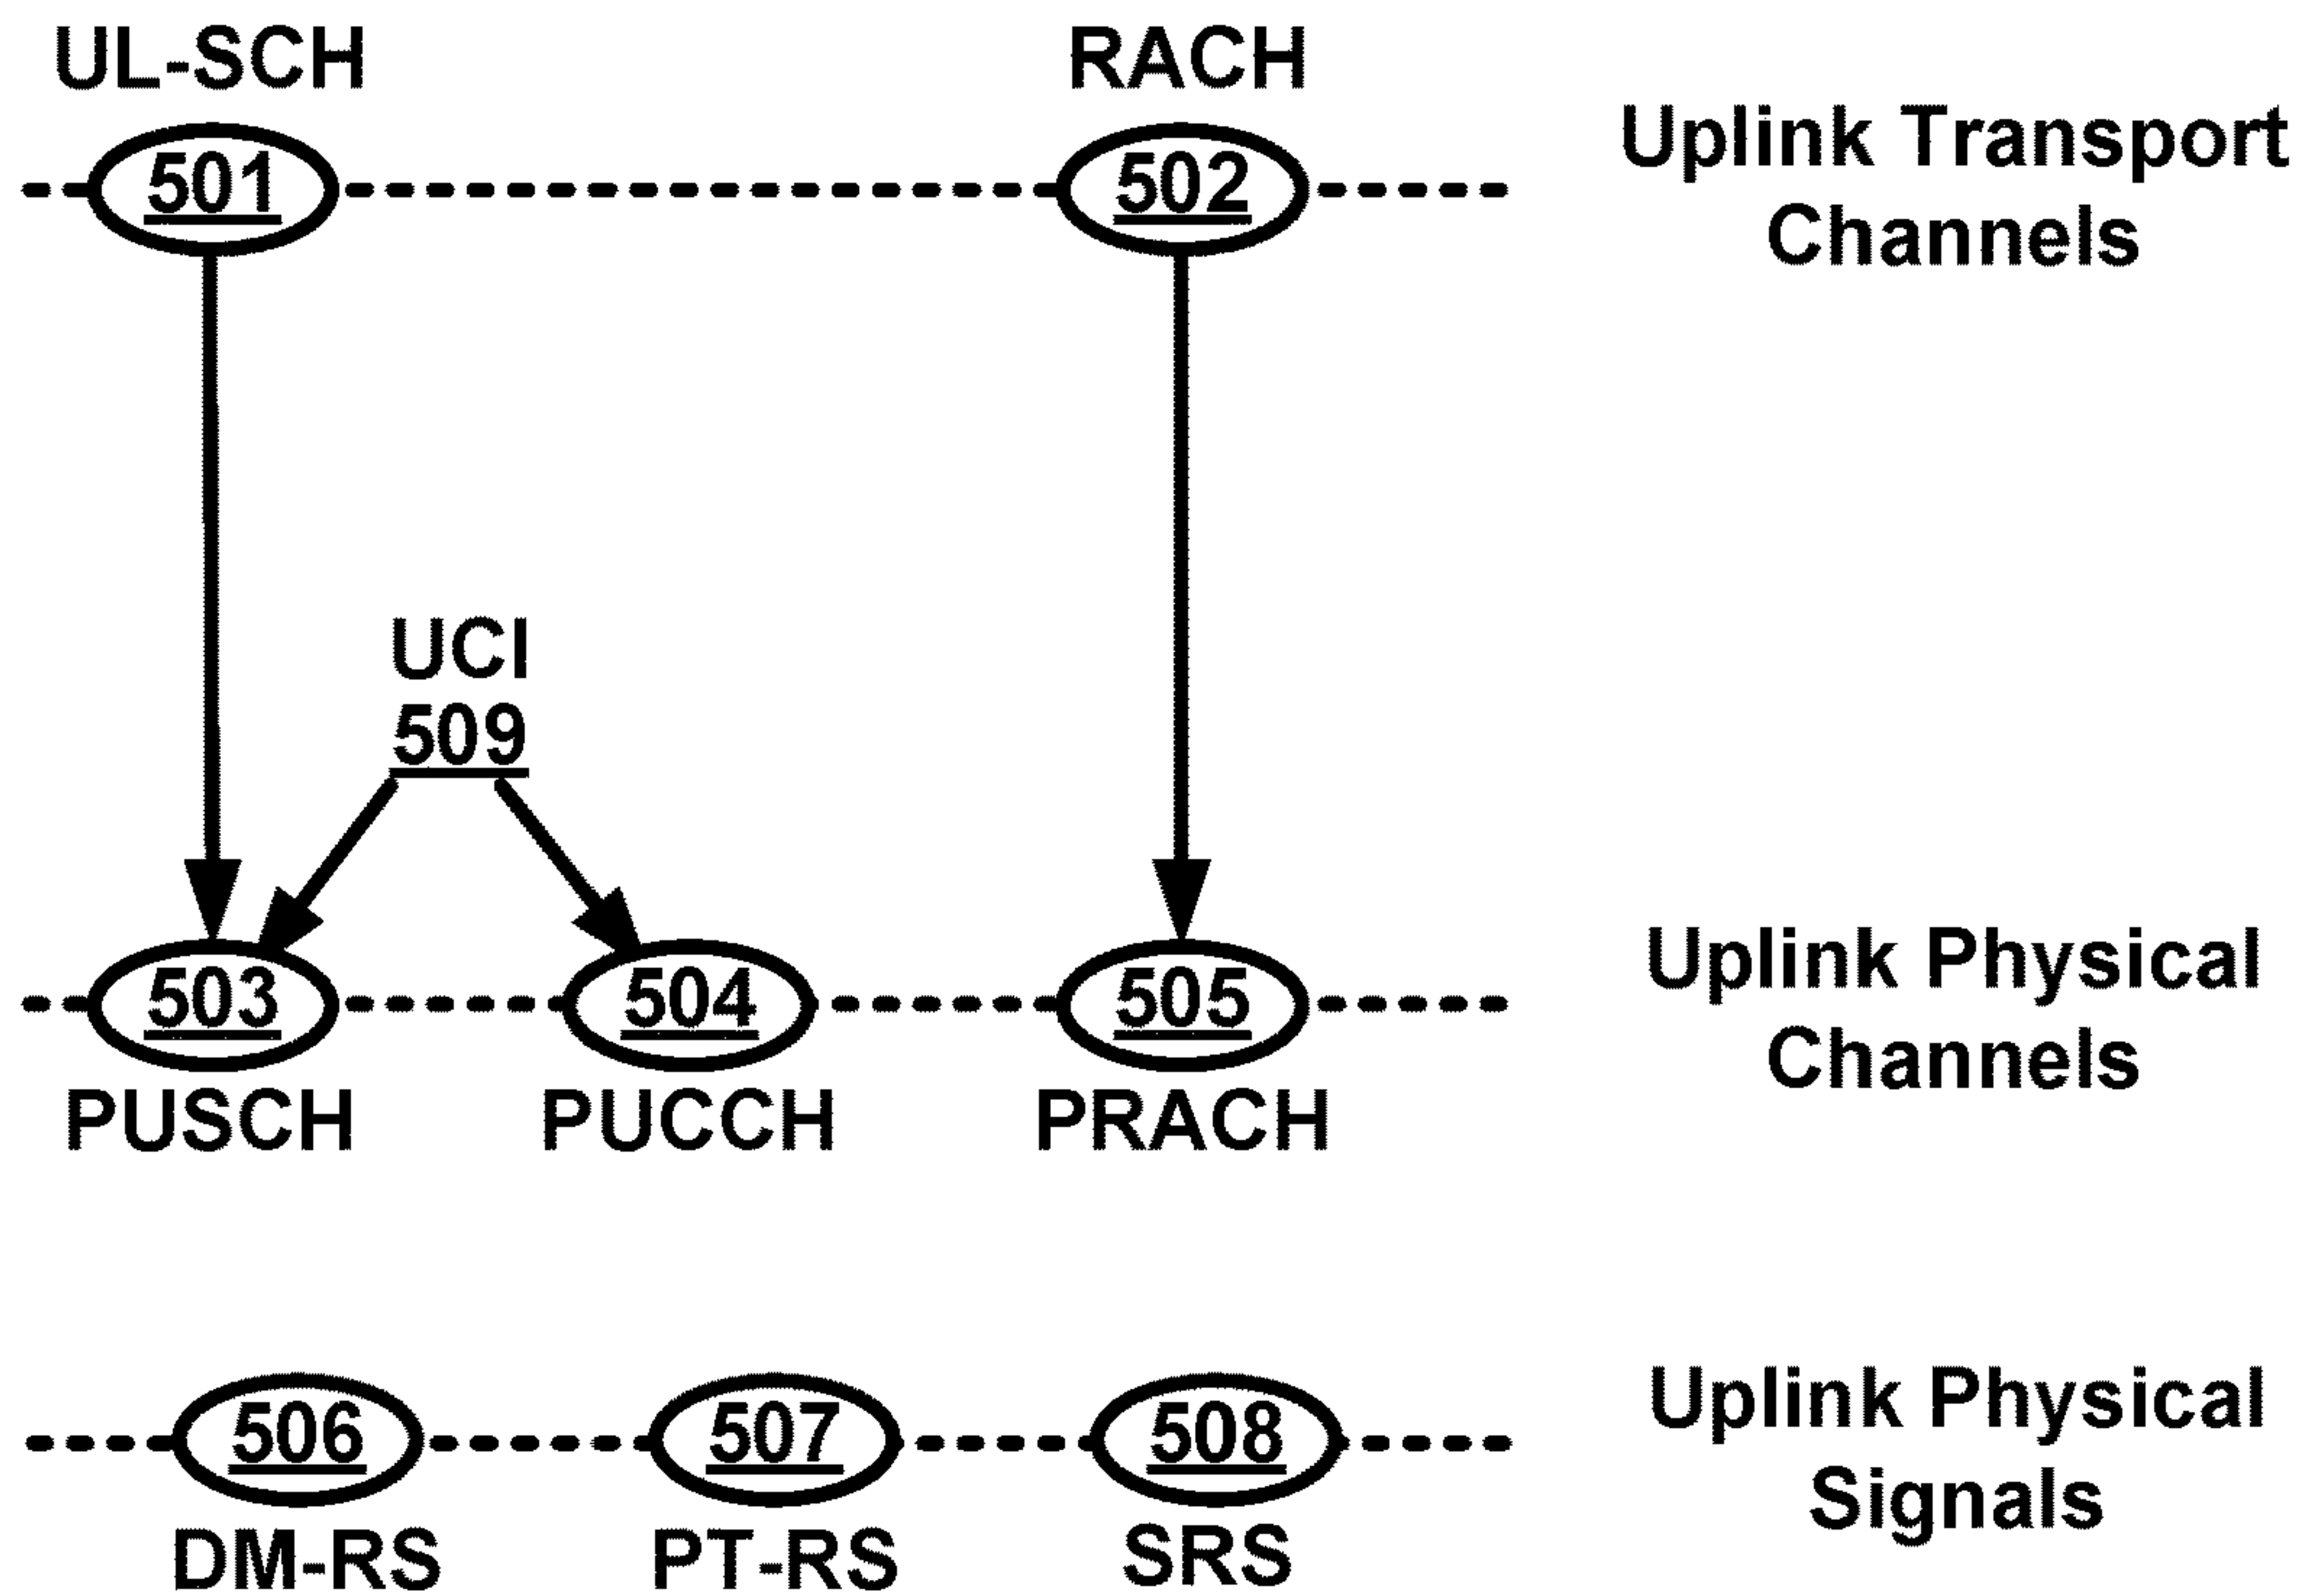 UL-SCH
RACH
501
502
Uplink Transport
Channels
UCI
509
503
504
505
Uplink Physical
Channels
PUSCH
PUCCH
PRACH
506
507
508
Uplink Physical
Signals
DM-RS
PT-RS
SRS